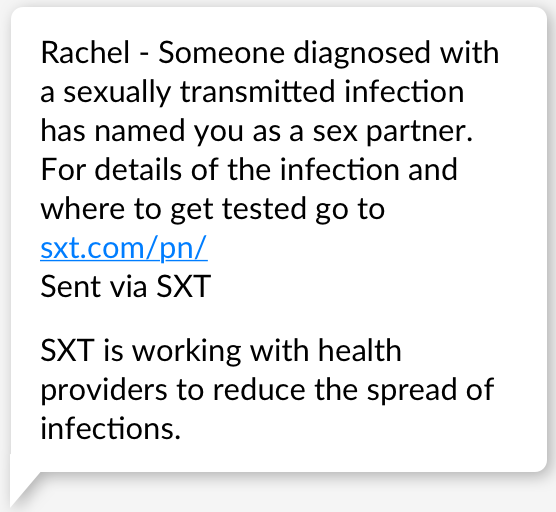 Rachel - Someone diagnosed with
a sexually transmitted infection
has named you as a sex partner.
For details of the infection and
where to get tested go to
sxt.com/pn/
Sent via SXT
SXT is working with health
providers to reduce the spread of
infections.